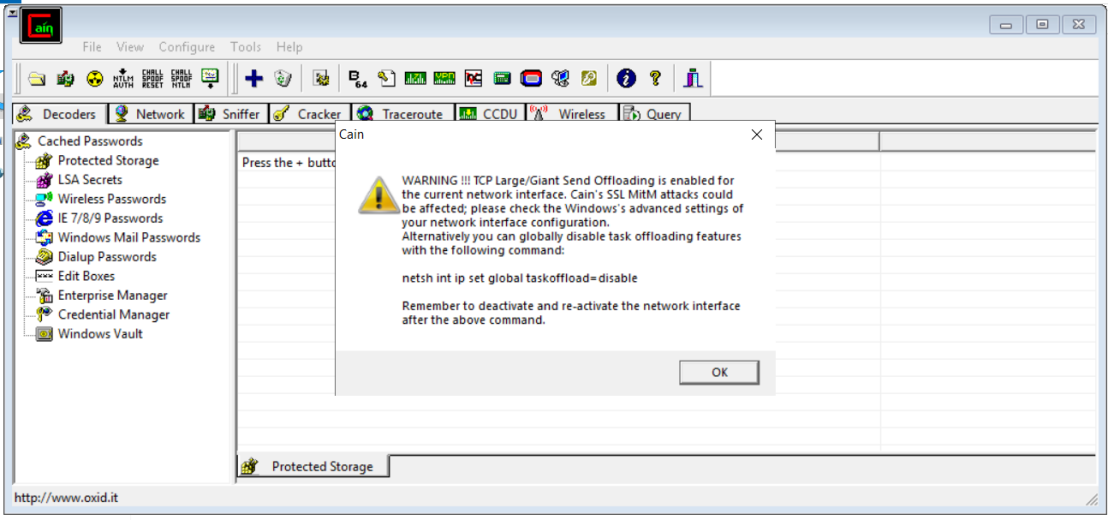 Cain
File View Configure Tools Help
NTLM AUTH
CHALL SPOOF RESET
CHALL SPOOF NTLM
B64
Decoders Network Sniffer Cracker Traceroute CCDU Wireless Query
Cached Passwords
Protected Storage
LSA Secrets
Wireless Passwords
IE 7/8/9 Passwords
Windows Mail Passwords
Dialup Passwords
Edit Boxes
Enterprise Manager
Credential Manager
Windows Vault
Press the + butto
Cain
WARNING !!! TCP Large/Giant Send Offloading is enabled for
the current network interface. Cain's SSL MitM attacks could
be affected; please check the Windows's advanced settings of
your network interface configuration.
Alternatively you can globally disable task offloading features
with the following command:
netsh int ip set global taskoffload=disable
Remember to deactivate and re-activate the network interface
after the above command.
OK
Protected Storage
http://www.oxid.it